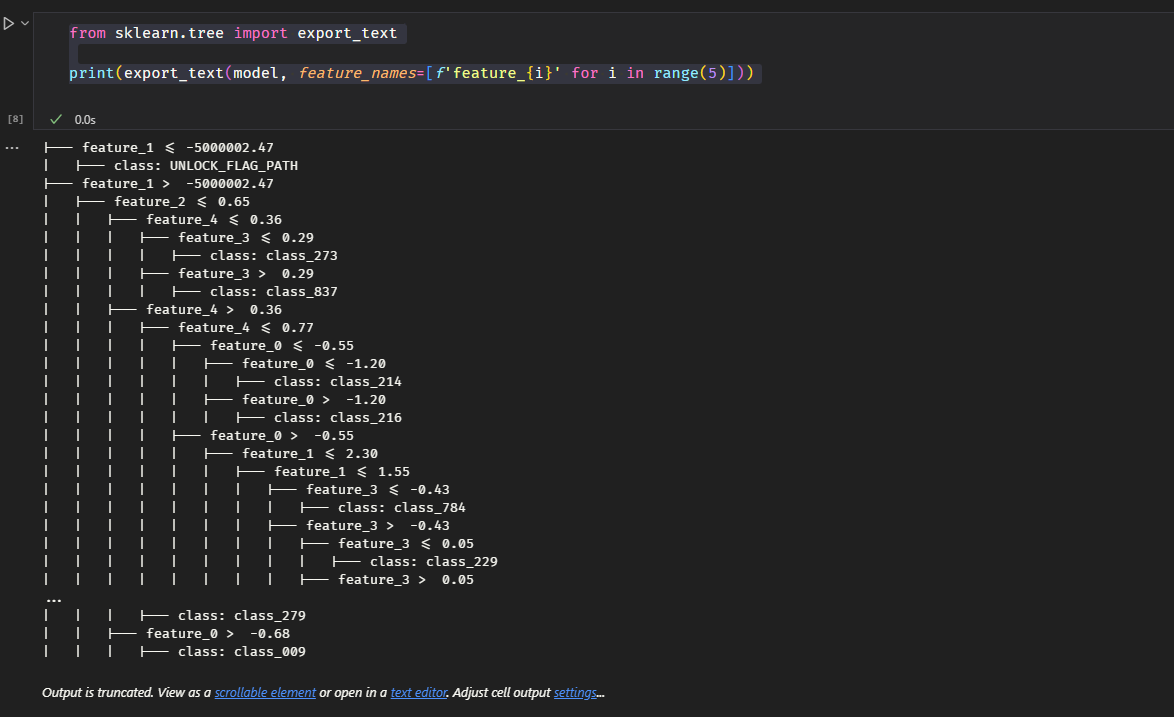 from sklearn.tree import export_text
print(export_text(model, feature_names=[f'feature_{i}' for i in range(5)]))
[8]
0.0s
...
|--- feature_1 <= -5000002.47
|   |--- class: UNLOCK_FLAG_PATH
|--- feature_1 >  -5000002.47
|   |--- feature_2 <= 0.65
|   |   |--- feature_4 <= 0.36
|   |   |   |--- feature_3 <= 0.29
|   |   |   |   |--- class: class_273
|   |   |   |--- feature_3 >  0.29
|   |   |   |   |--- class: class_837
|   |   |--- feature_4 >  0.36
|   |   |   |--- feature_4 <= 0.77
|   |   |   |   |--- feature_0 <= -0.55
|   |   |   |   |   |--- feature_0 <= -1.20
|   |   |   |   |   |   |--- class: class_214
|   |   |   |   |   |--- feature_0 >  -1.20
|   |   |   |   |   |   |--- class: class_216
|   |   |   |   |--- feature_0 >  -0.55
|   |   |   |   |   |--- feature_1 <= 2.30
|   |   |   |   |   |   |--- feature_1 <= 1.55
|   |   |   |   |   |   |   |--- feature_3 <= -0.43
|   |   |   |   |   |   |   |   |--- class: class_784
|   |   |   |   |   |   |   |--- feature_3 >  -0.43
|   |   |   |   |   |   |   |   |--- feature_3 <= 0.05
|   |   |   |   |   |   |   |   |   |--- class: class_229
|   |   |   |   |   |   |   |   |--- feature_3 >  0.05
...
|   |   |   |--- class: class_279
|   |   |--- feature_0 >  -0.68
|   |   |   |--- class: class_009
Output is truncated. View as a scrollable element or open in a text editor. Adjust cell output settings...